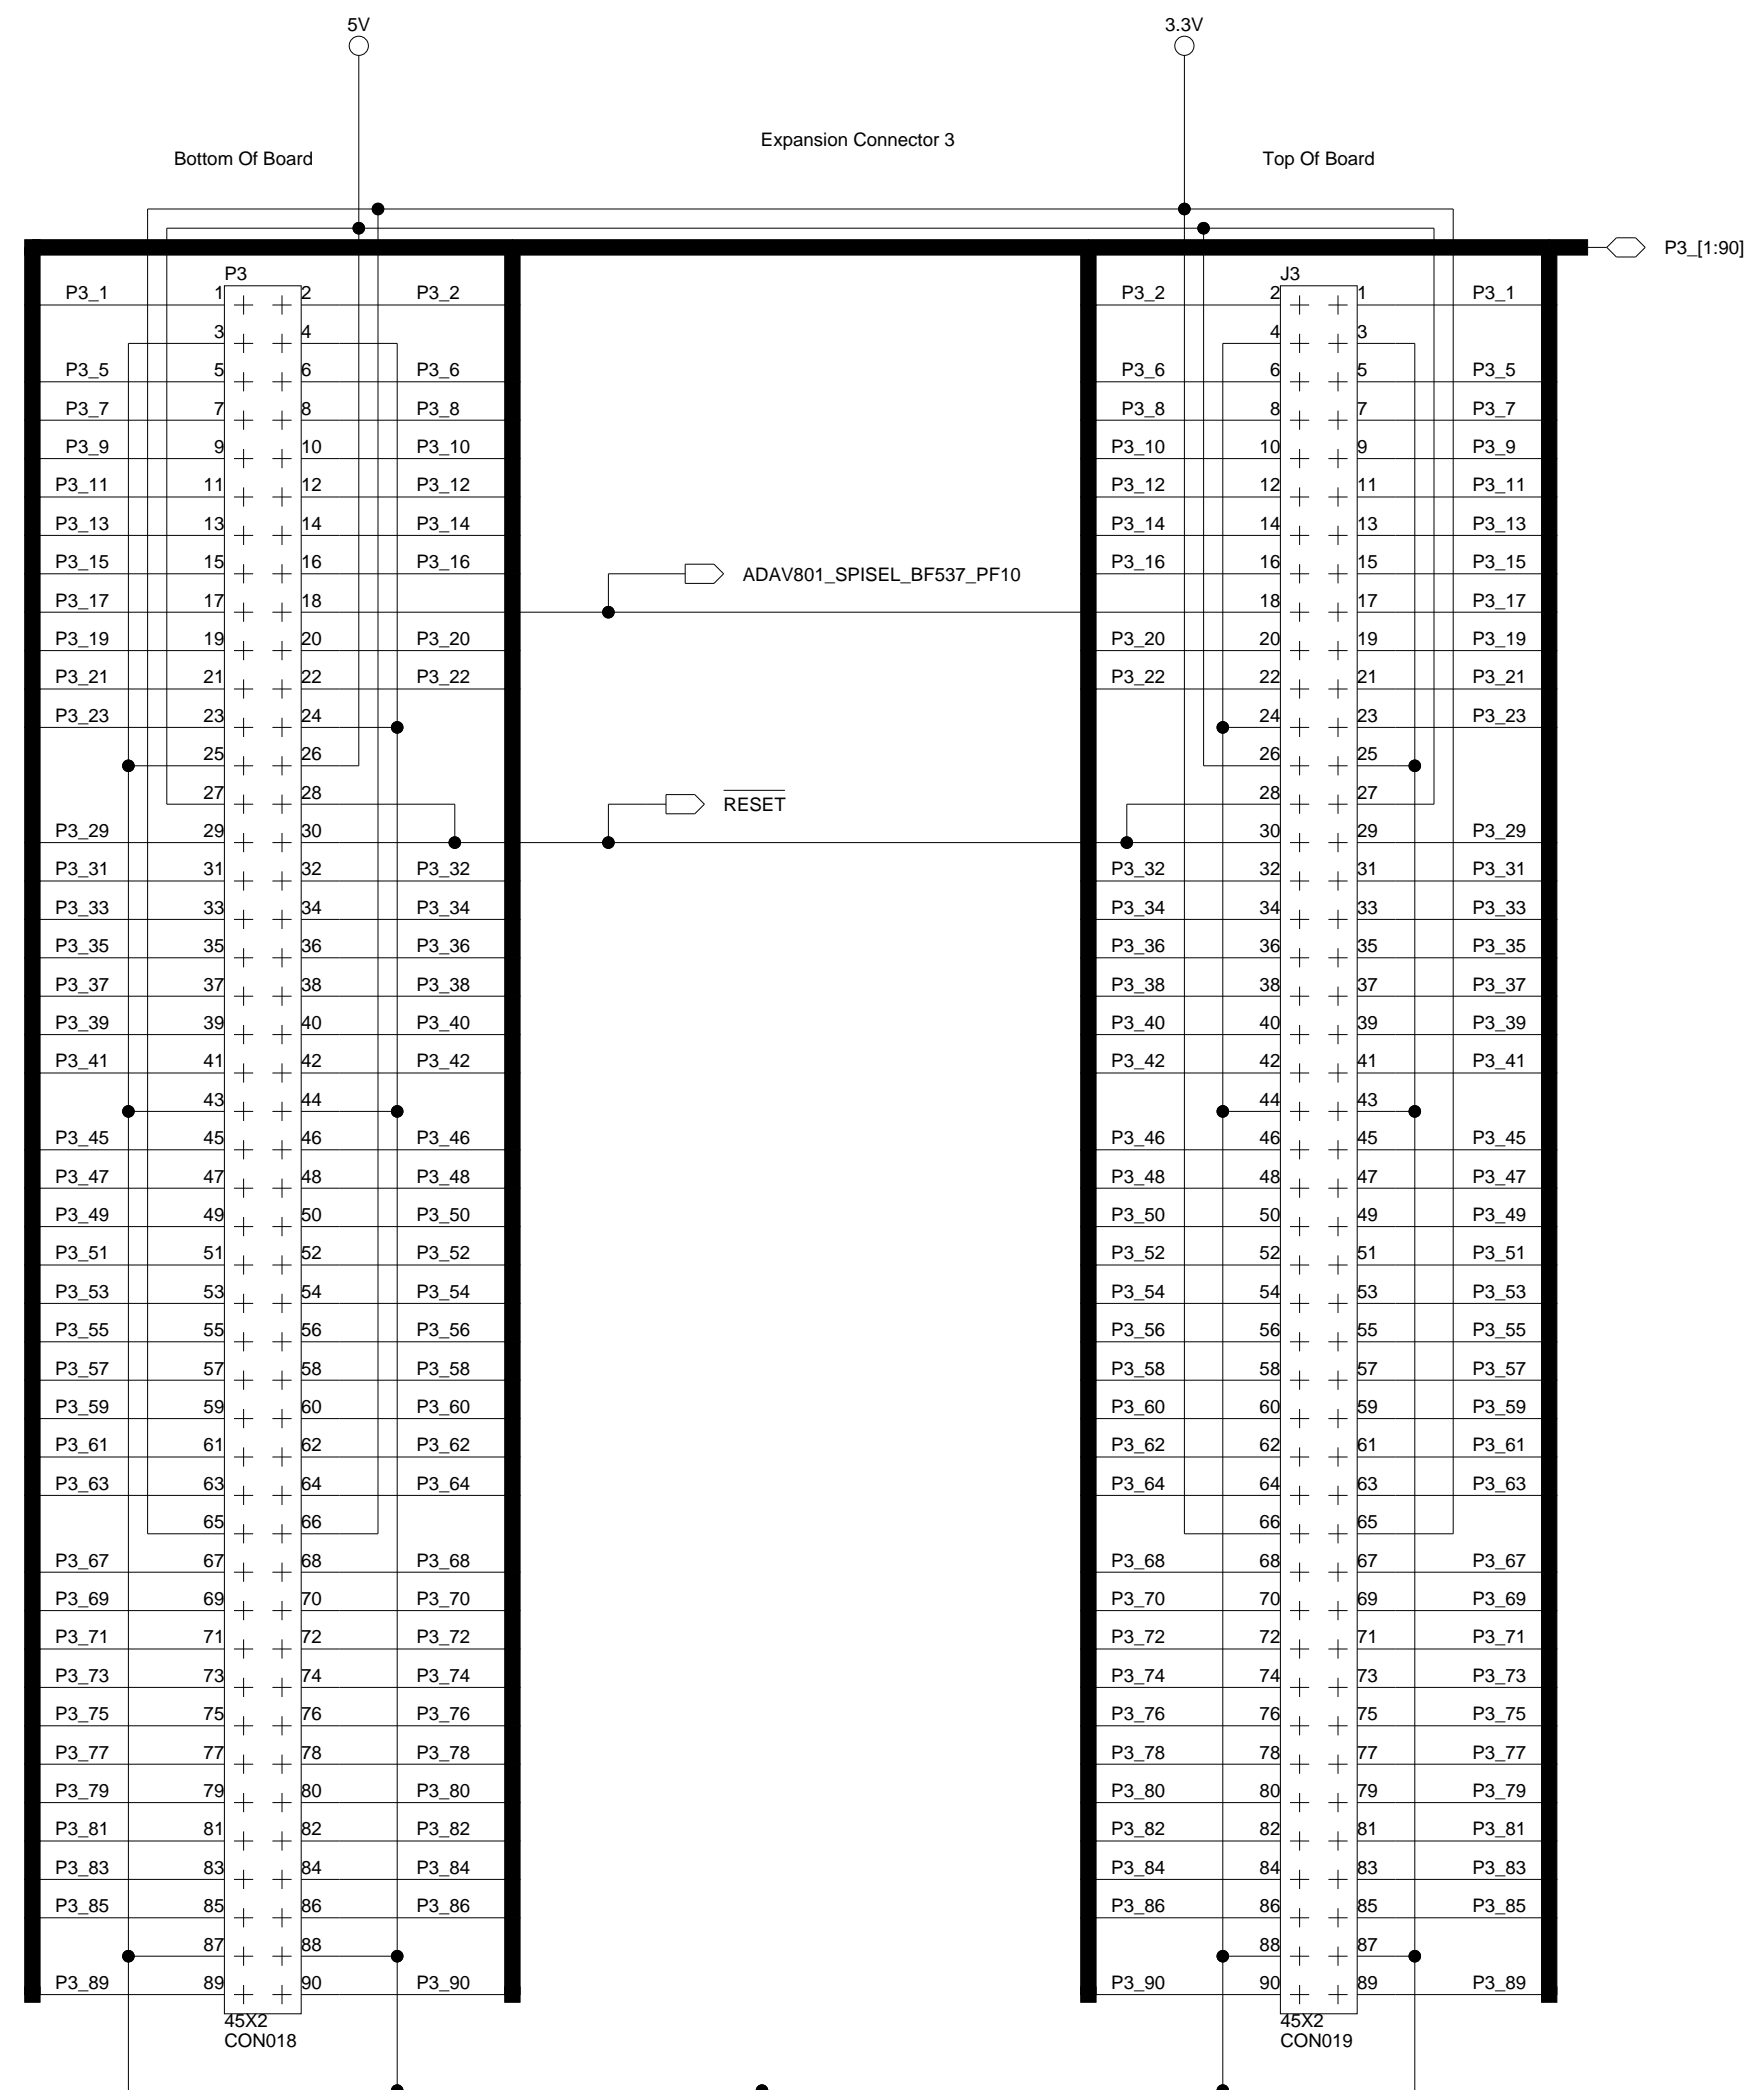 5V 3.3V
Expansion Connector 3
Bottom Of Board Top Of Board
P3_[1:90]
P3 J3
P3_1 1 2 P3_2 P3_2 2 1 P3_1
3 4 4 3
P3_5 5 6 P3_6 P3_6 6 5 P3_5
P3_7 7 8 P3_8 P3_8 8 7 P3_7
P3_9 9 10 P3_10 P3_10 10 9 P3_9
P3_11 11 12 P3_12 P3_12 12 11 P3_11
P3_13 13 14 P3_14 P3_14 14 13 P3_13
P3_15 15 16 P3_16 ADAV801_SPISEL_BF537_PF10 P3_16 16 15 P3_15
P3_17 17 18 18 17 P3_17
P3_19 19 20 P3_20 P3_20 20 19 P3_19
P3_21 21 22 P3_22 P3_22 22 21 P3_21
P3_23 23 24 24 23 P3_23
25 26 26 25
27 28 RESET 28 27
P3_29 29 30 30 29 P3_29
P3_31 31 32 P3_32 P3_32 32 31 P3_31
P3_33 33 34 P3_34 P3_34 34 33 P3_33
P3_35 35 36 P3_36 P3_36 36 35 P3_35
P3_37 37 38 P3_38 P3_38 38 37 P3_37
P3_39 39 40 P3_40 P3_40 40 39 P3_39
P3_41 41 42 P3_42 P3_42 42 41 P3_41
43 44 44 43
P3_45 45 46 P3_46 P3_46 46 45 P3_45
P3_47 47 48 P3_48 P3_48 48 47 P3_47
P3_49 49 50 P3_50 P3_50 50 49 P3_49
P3_51 51 52 P3_52 P3_52 52 51 P3_51
P3_53 53 54 P3_54 P3_54 54 53 P3_53
P3_55 55 56 P3_56 P3_56 56 55 P3_55
P3_57 57 58 P3_58 P3_58 58 57 P3_57
P3_59 59 60 P3_60 P3_60 60 59 P3_59
P3_61 61 62 P3_62 P3_62 62 61 P3_61
P3_63 63 64 P3_64 P3_64 64 63 P3_63
65 66 66 65
P3_67 67 68 P3_68 P3_68 68 67 P3_67
P3_69 69 70 P3_70 P3_70 70 69 P3_69
P3_71 71 72 P3_72 P3_72 72 71 P3_71
P3_73 73 74 P3_74 P3_74 74 73 P3_73
P3_75 75 76 P3_76 P3_76 76 75 P3_75
P3_77 77 78 P3_78 P3_78 78 77 P3_77
P3_79 79 80 P3_80 P3_80 80 79 P3_79
P3_81 81 82 P3_82 P3_82 82 81 P3_81
P3_83 83 84 P3_84 P3_84 84 83 P3_83
P3_85 85 86 P3_86 P3_86 86 85 P3_85
87 88 88 87
P3_89 89 90 P3_90 P3_90 90 89 P3_89
45X2 45X2
CON018 CON019